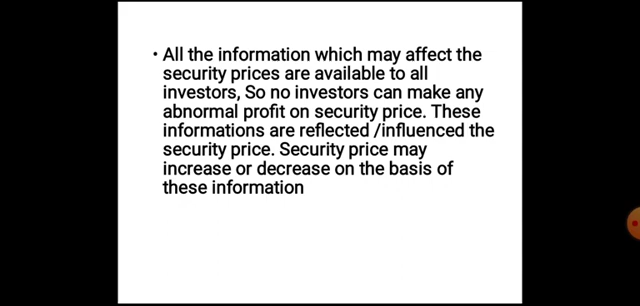 • All the information which may affect the
security prices are available to all
investors, So no investors can make any
abnormal profit on security price. These
informations are reflected /influenced the
security price. Security price may
increase or decrease on the basis of
these information